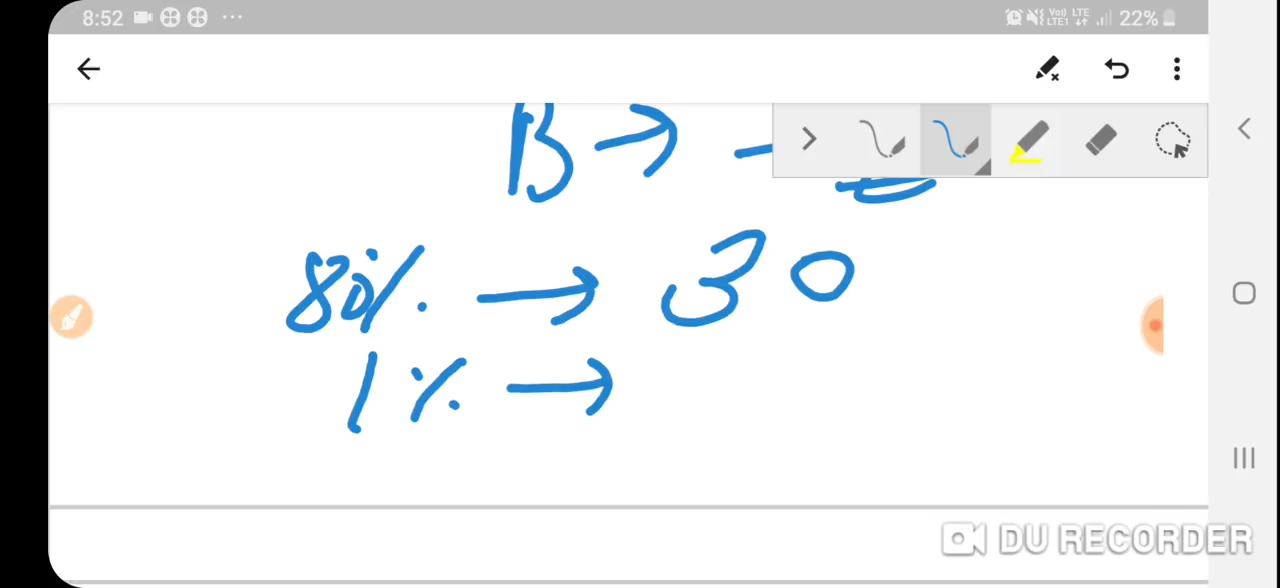 8:52 22%
B → -
80% → 30
1% →
DU RECORDER